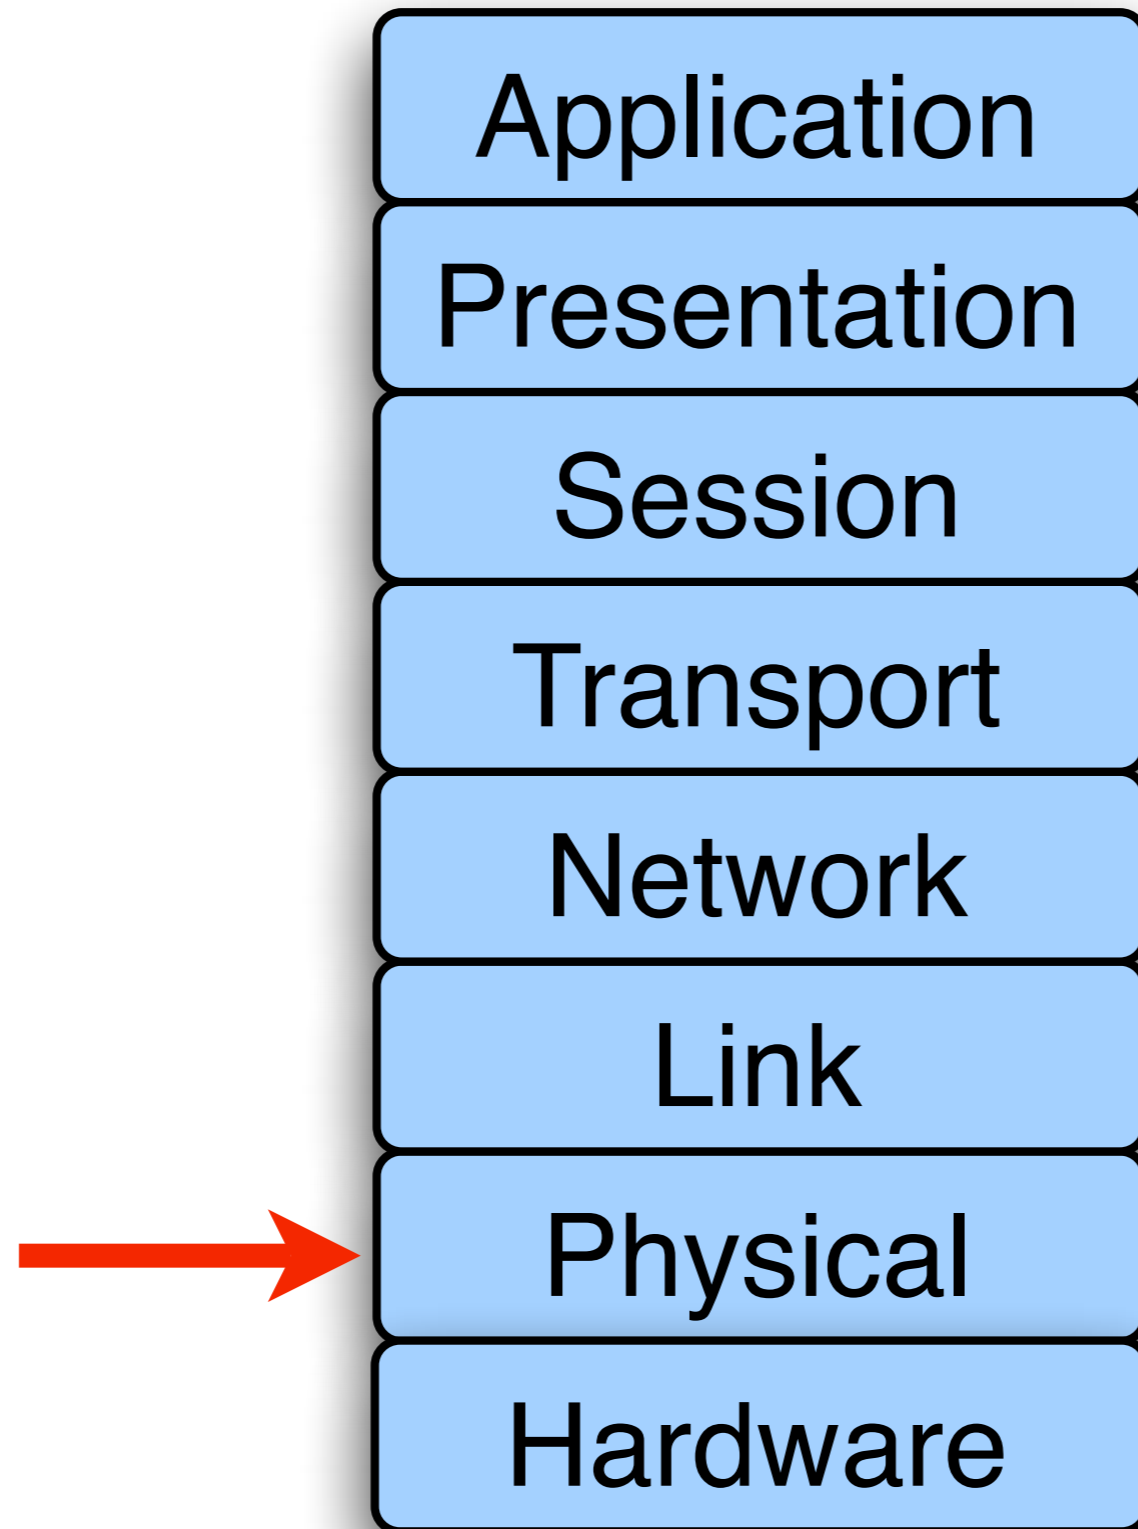 Application
Presentation
Session
Transport
Network
Link
Physical
Hardware